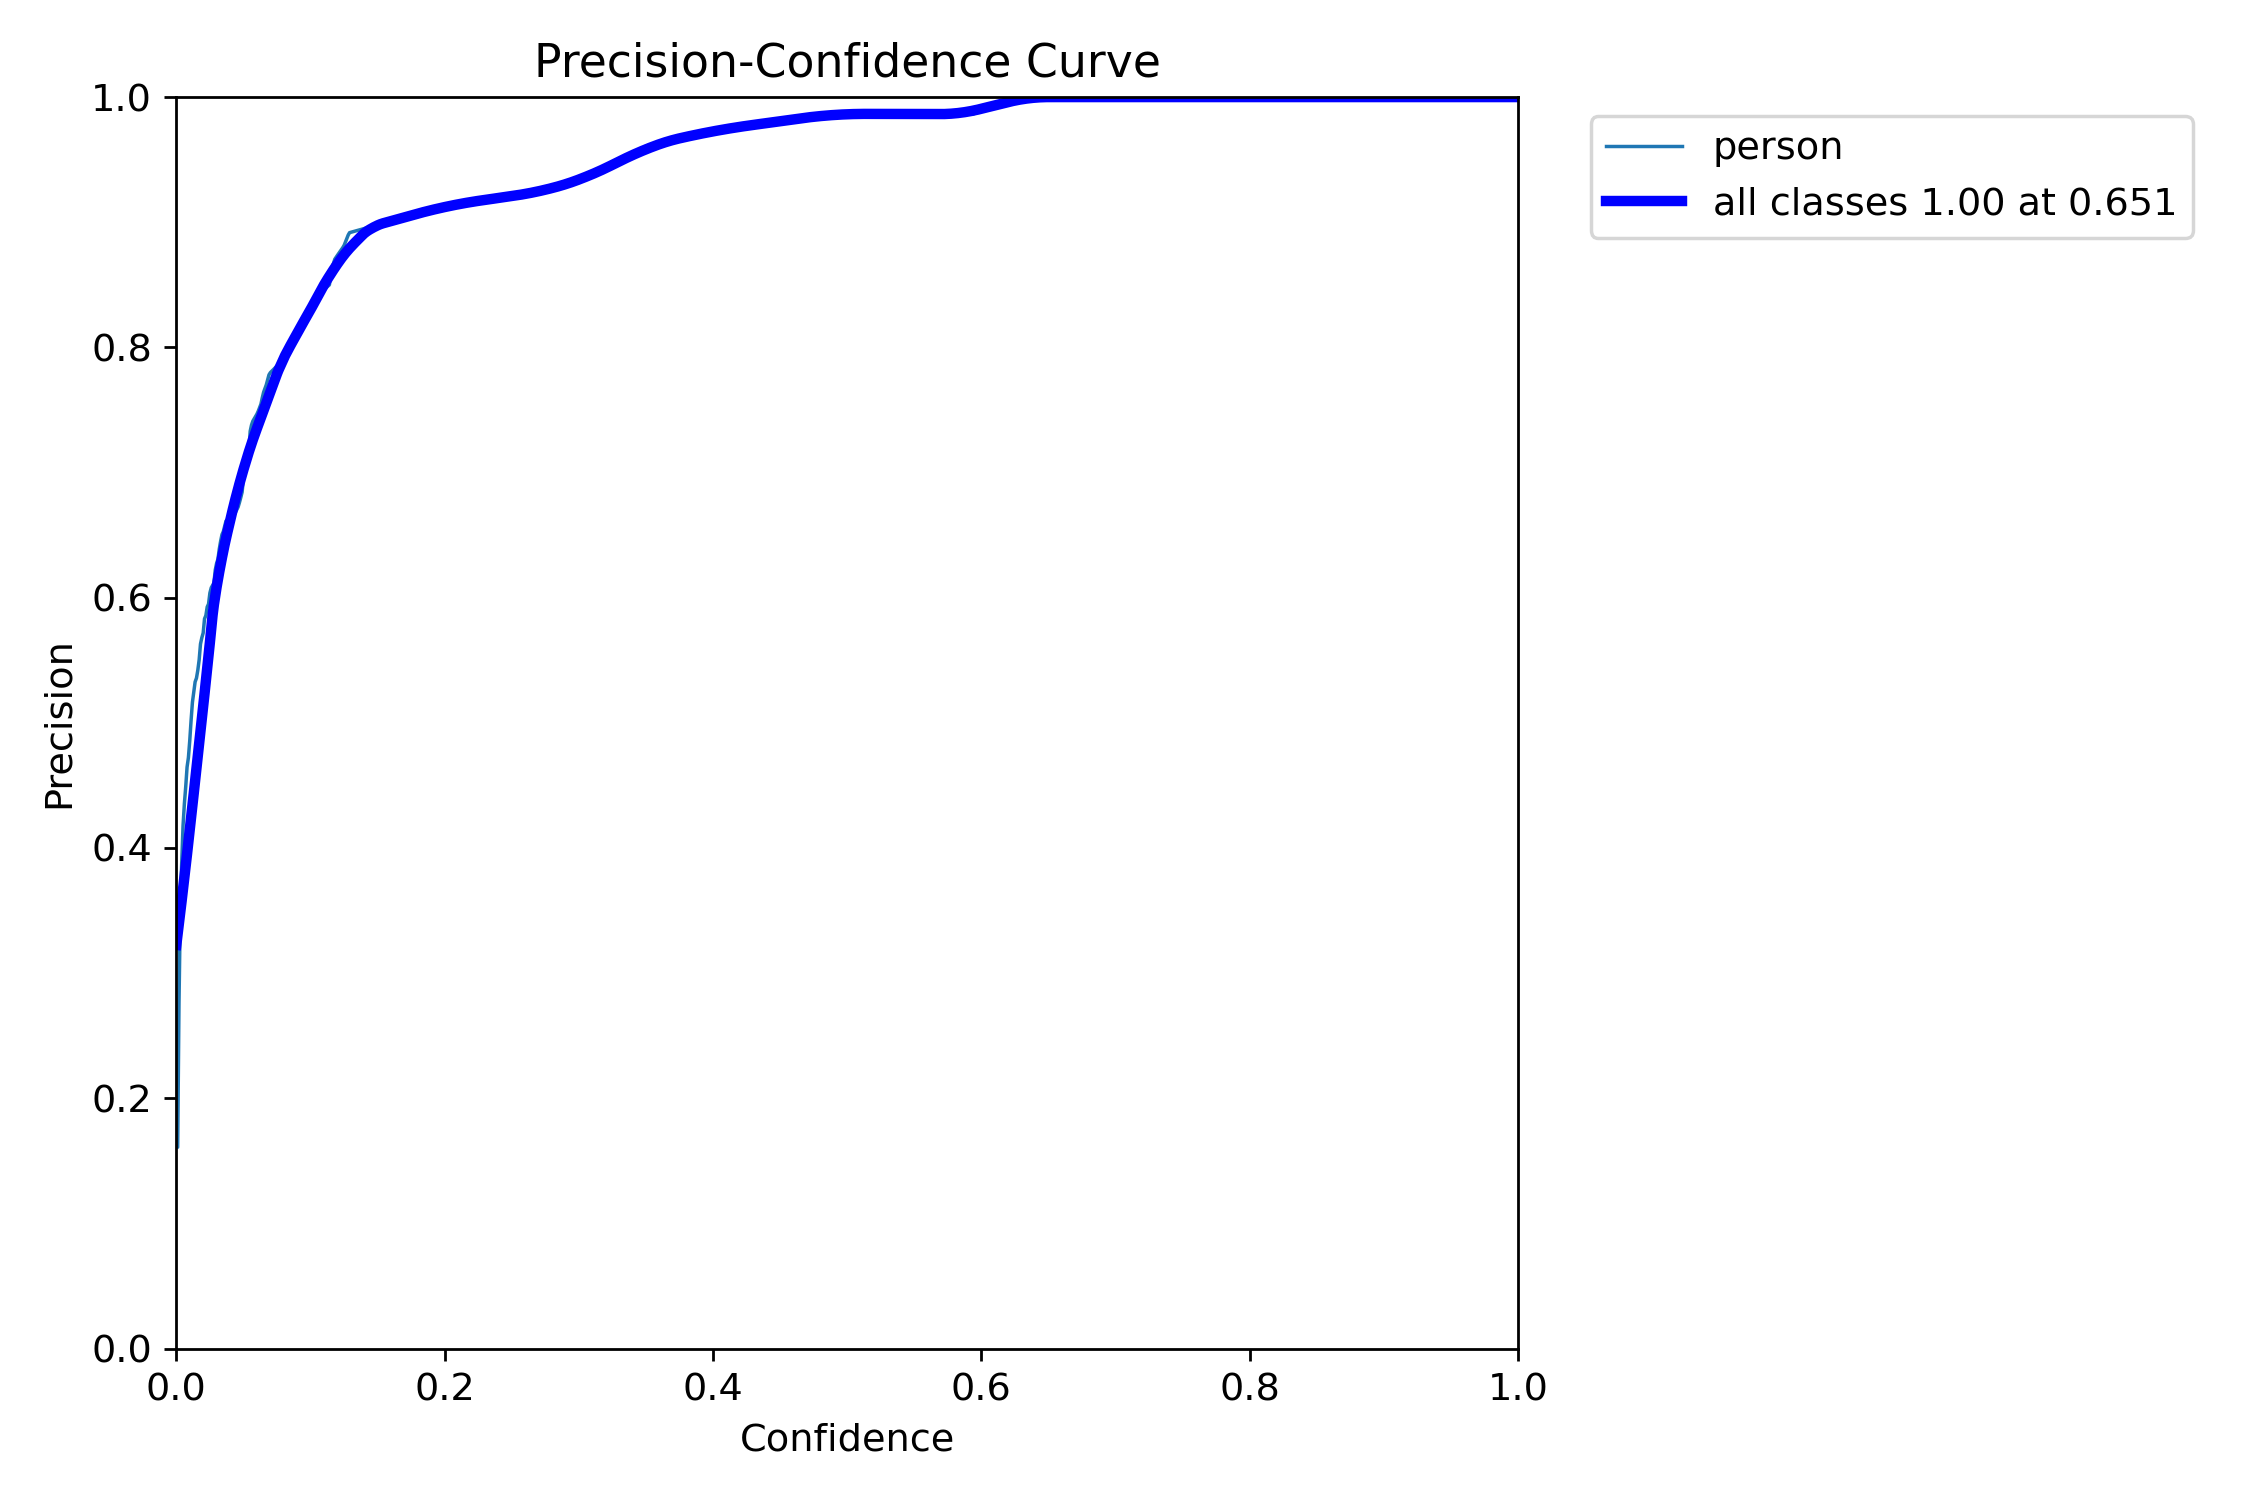 Precision-Confidence Curve
1.0
0.8
0.6
0.4
0.2
0.0
Precision
0.0 0.2 0.4 0.6 0.8 1.0
Confidence
person
all classes 1.00 at 0.651